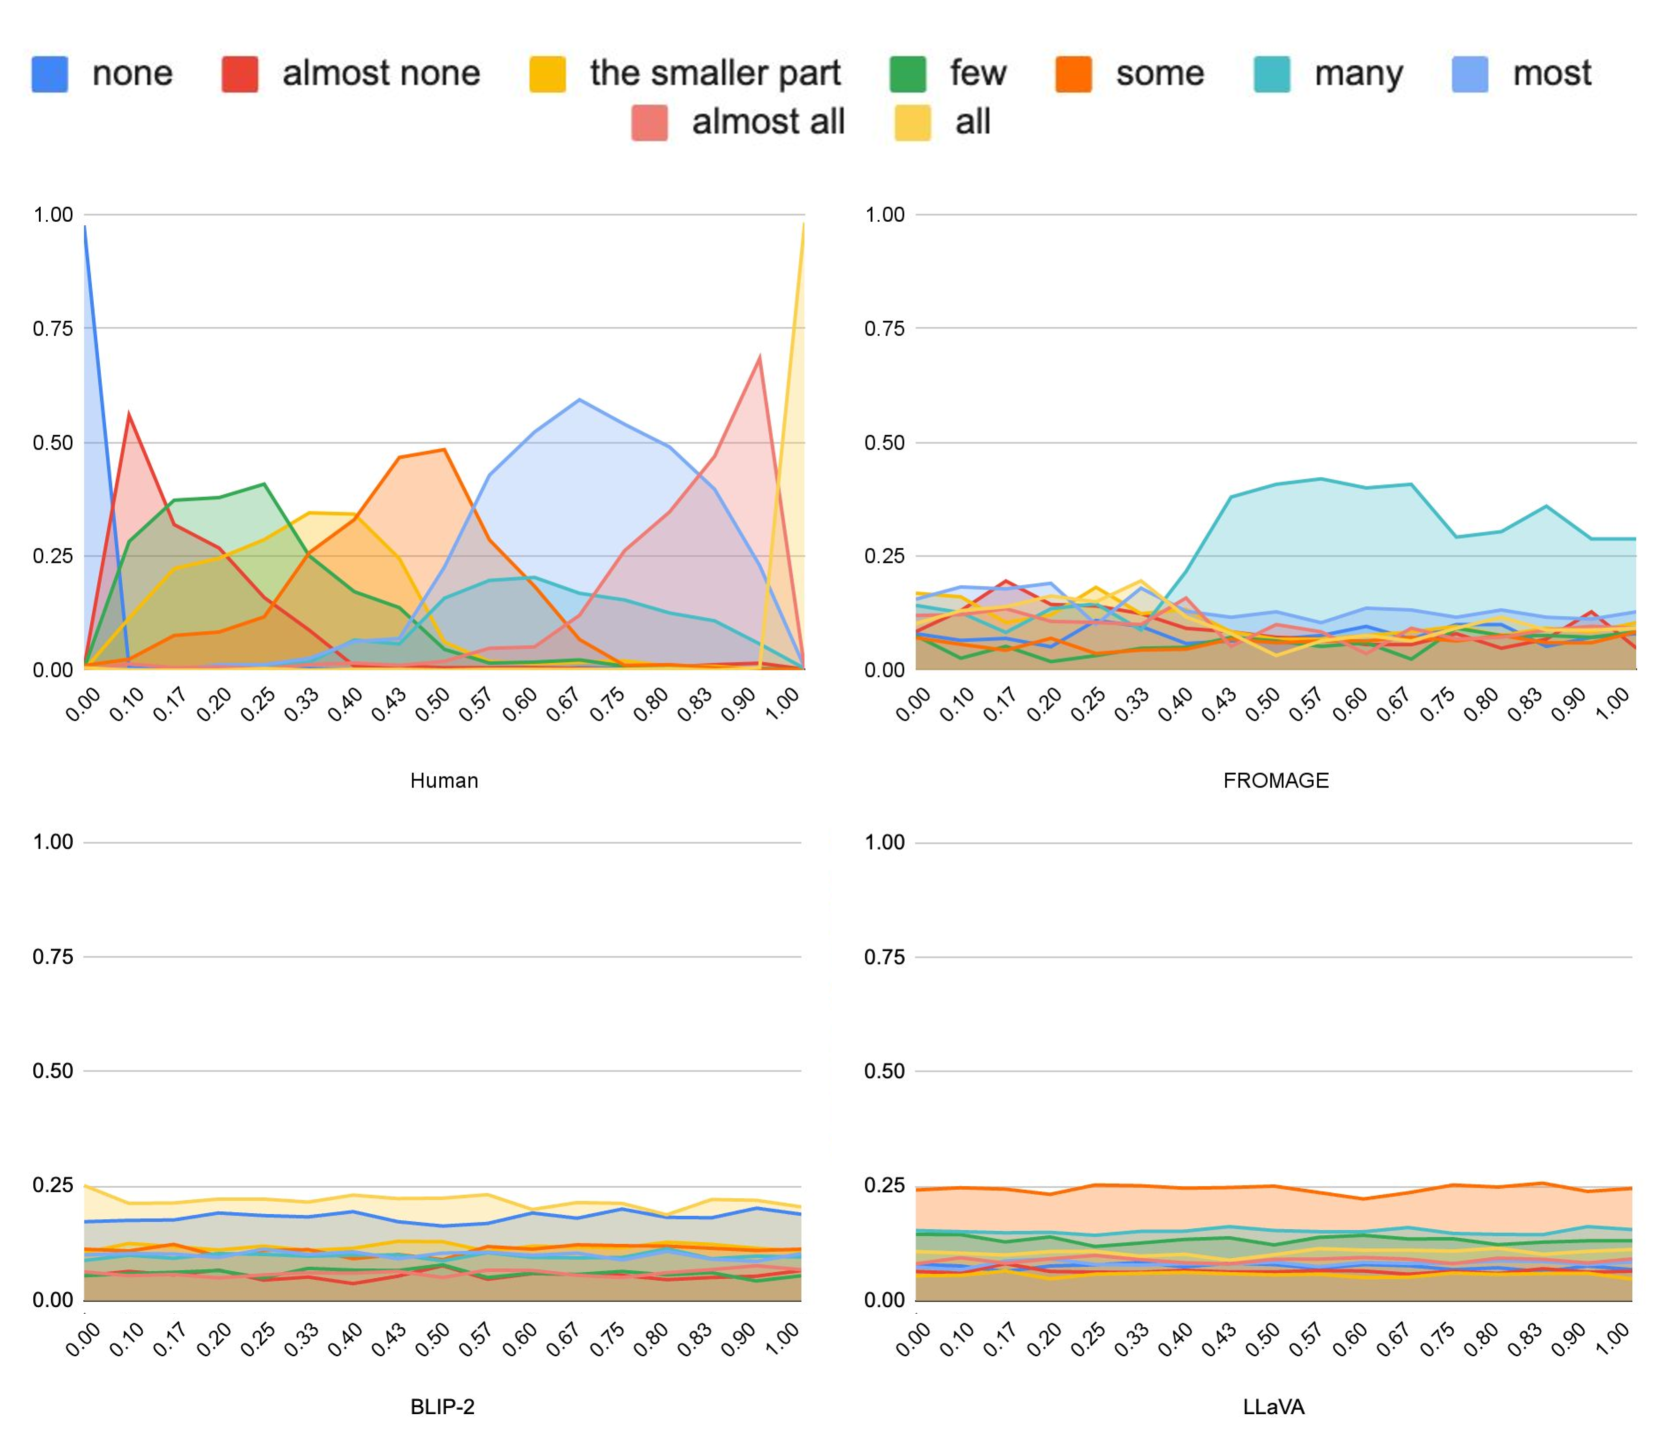 none almost none the smaller part few some many most
almost all all
1.00 1.00
0.75 0.75
0.50 0.50
0.25 0.25
0.00 0.00
0.00 0.10 0.17 0.20 0.25 0.33 0.40 0.43 0.50 0.57 0.60 0.67 0.75 0.80 0.83 0.90 1.00 0.00 0.10 0.17 0.20 0.25 0.33 0.40 0.43 0.50 0.57 0.60 0.67 0.75 0.80 0.83 0.90 1.00
Human FROMAGE
1.00 1.00
0.75 0.75
0.50 0.50
0.25 0.25
0.00 0.00
0.00 0.10 0.17 0.20 0.25 0.33 0.40 0.43 0.50 0.57 0.60 0.67 0.75 0.80 0.83 0.90 1.00 0.00 0.10 0.17 0.20 0.25 0.33 0.40 0.43 0.50 0.57 0.60 0.67 0.75 0.80 0.83 0.90 1.00
BLIP-2 LLaVA